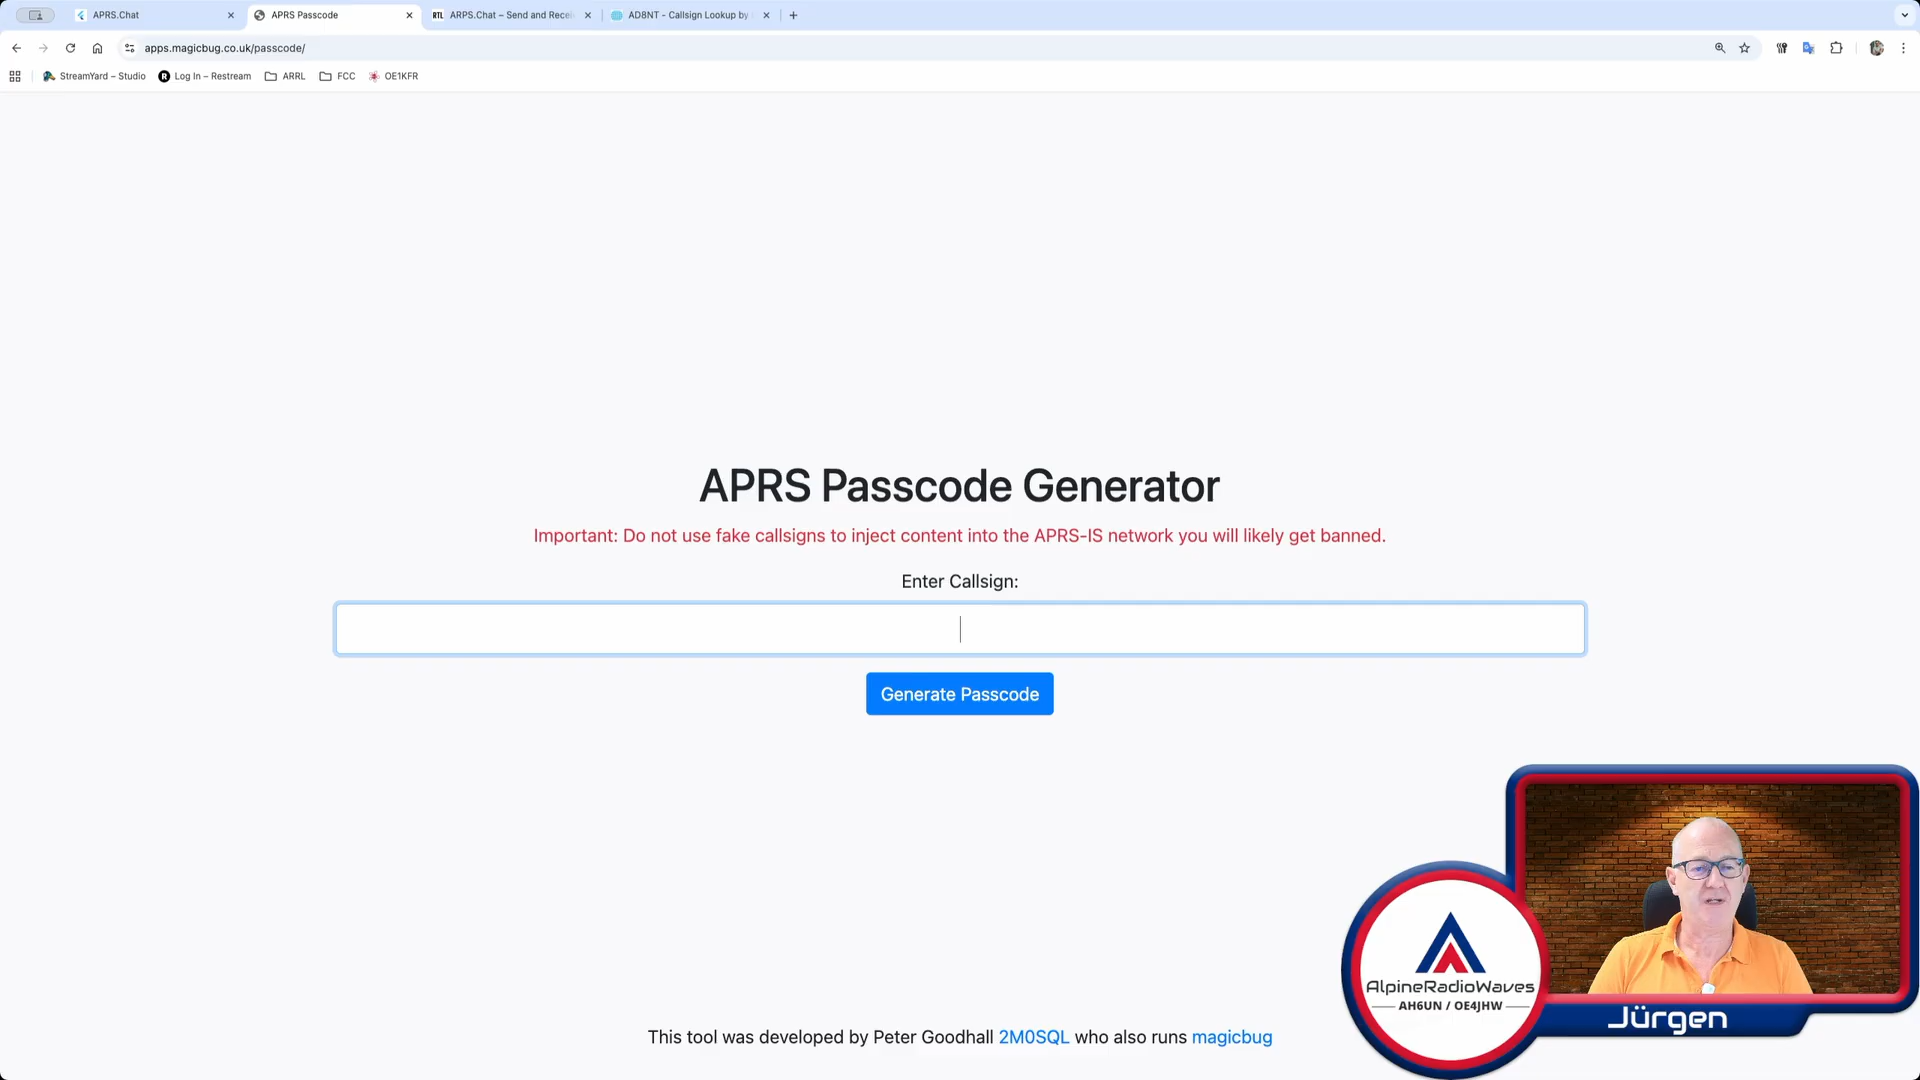 APRS.Chat
APRS Passcode
RTL ARPS.Chat – Send and Recei
AD8NT - Callsign Lookup by
apps.magicbug.co.uk/passcode/
StreamYard – Studio
R Log In – Restream
ARRL
FCC
OE1KFR
APRS Passcode Generator
Important: Do not use fake callsigns to inject content into the APRS-IS network you will likely get banned.
Enter Callsign:
Generate Passcode
AlpineRadioWaves
AH6UN / OE4JHW
Jürgen
This tool was developed by Peter Goodhall 2M0SQL who also runs magicbug